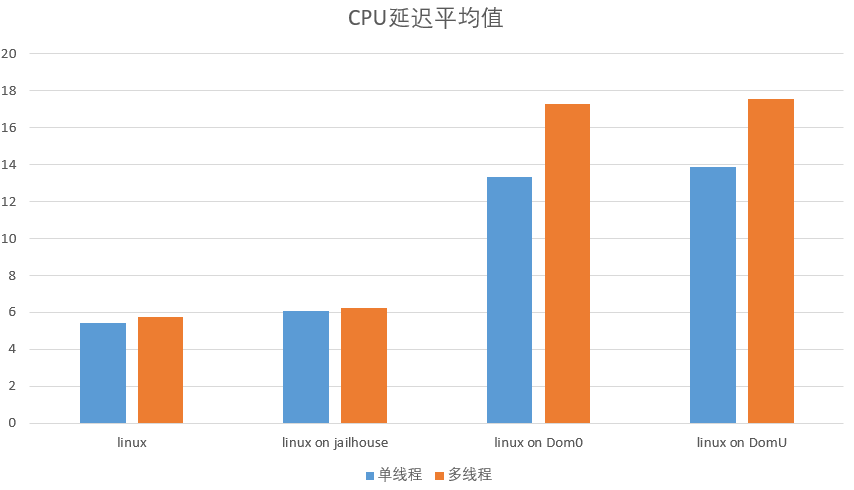 CPU延迟平均值
20
18
16
14
12
10
8
6
4
2
0
linux
linux on jailhouse
linux on Dom0
linux on DomU
单线程
多线程